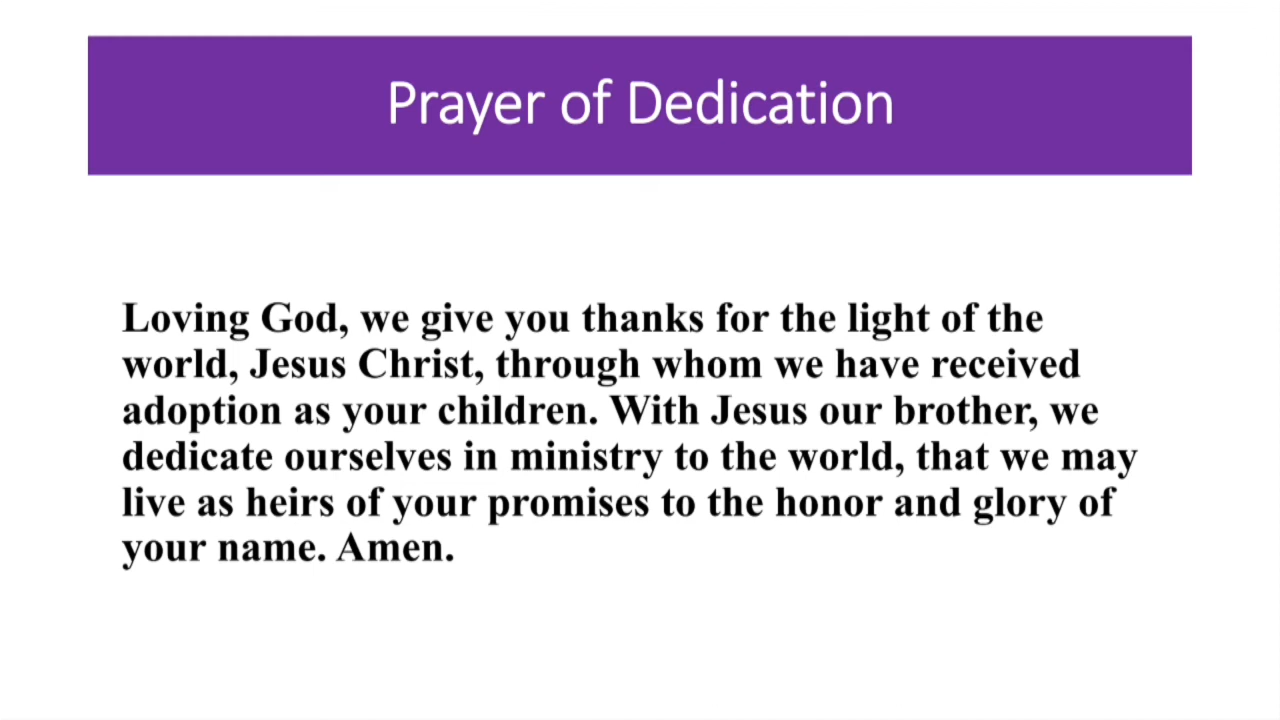 Prayer of Dedication
Loving God, we give you thanks for the light of the
world, Jesus Christ, through whom we have received
adoption as your children. With Jesus our brother, we
dedicate ourselves in ministry to the world, that we may
live as heirs of your promises to the honor and glory of
your name. Amen.